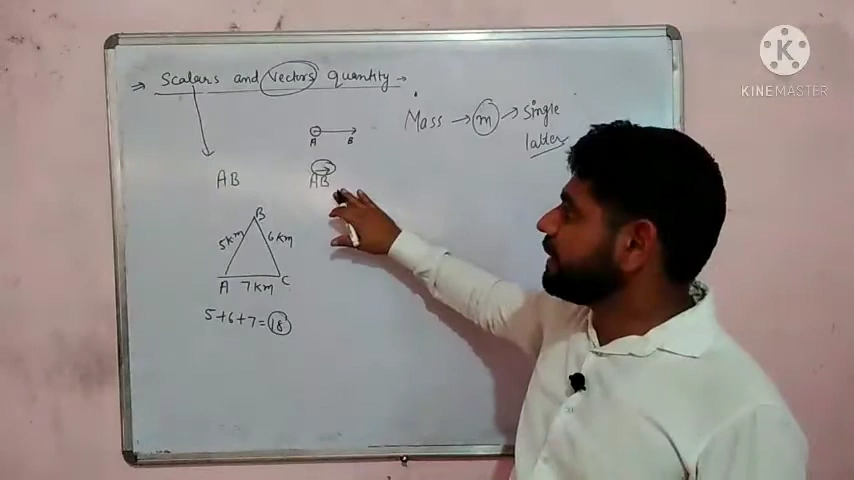 ⇒ Scalars and vectors quantity →
Mass → m → single
latter
A B
AB
AB
B
5km 6km
A 7km C
5+6+7=18
K
KINEMASTER